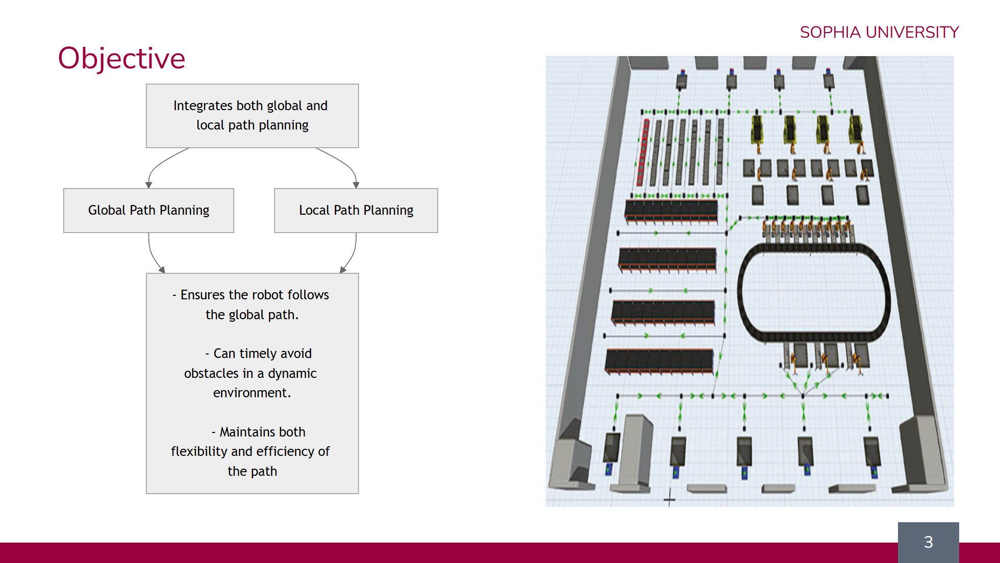 SOPHIA UNIVERSITY
Objective
Integrates both global and
local path planning
Global Path Planning
Local Path Planning
- Ensures the robot follows
the global path.
- Can timely avoid
obstacles in a dynamic
environment.
- Maintains both
flexibility and efficiency of
the path
3